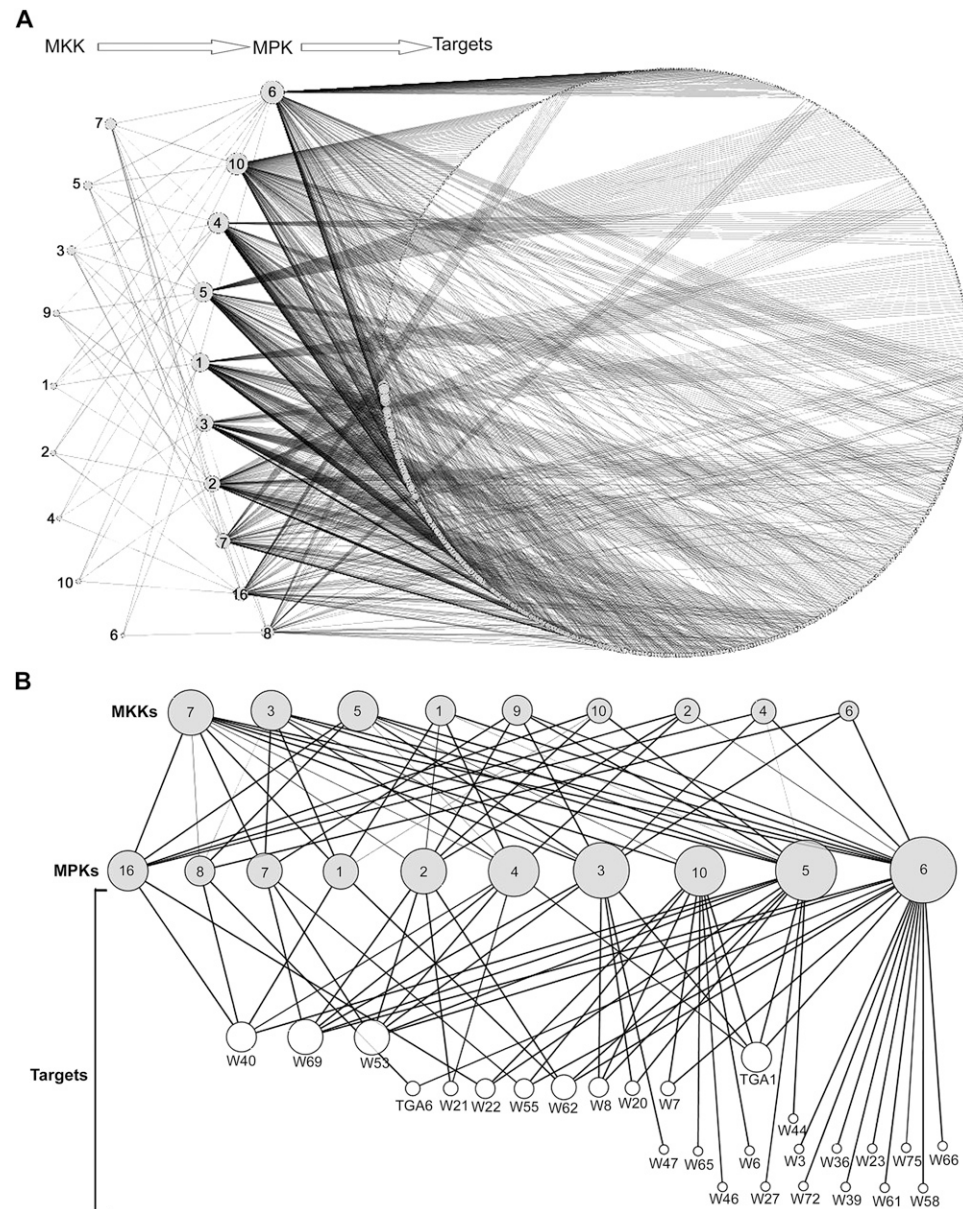 A
MKK MPK Targets
6
7
10
5
4
3
5
9
1
1
3
2
2
4
7
10
16
6
8
B
MKKs 7 3 5 1 9 10 2 4 6
MPKs 16 8 7 1 2 4 3 10 5 6
Targets
W40 W69 W53
TGA1
TGA6 W21 W22 W55 W62 W8 W20 W7
W44
W47 W65 W6 W3 W36 W23 W75 W66
W46 W27 W72 W39 W61 W58